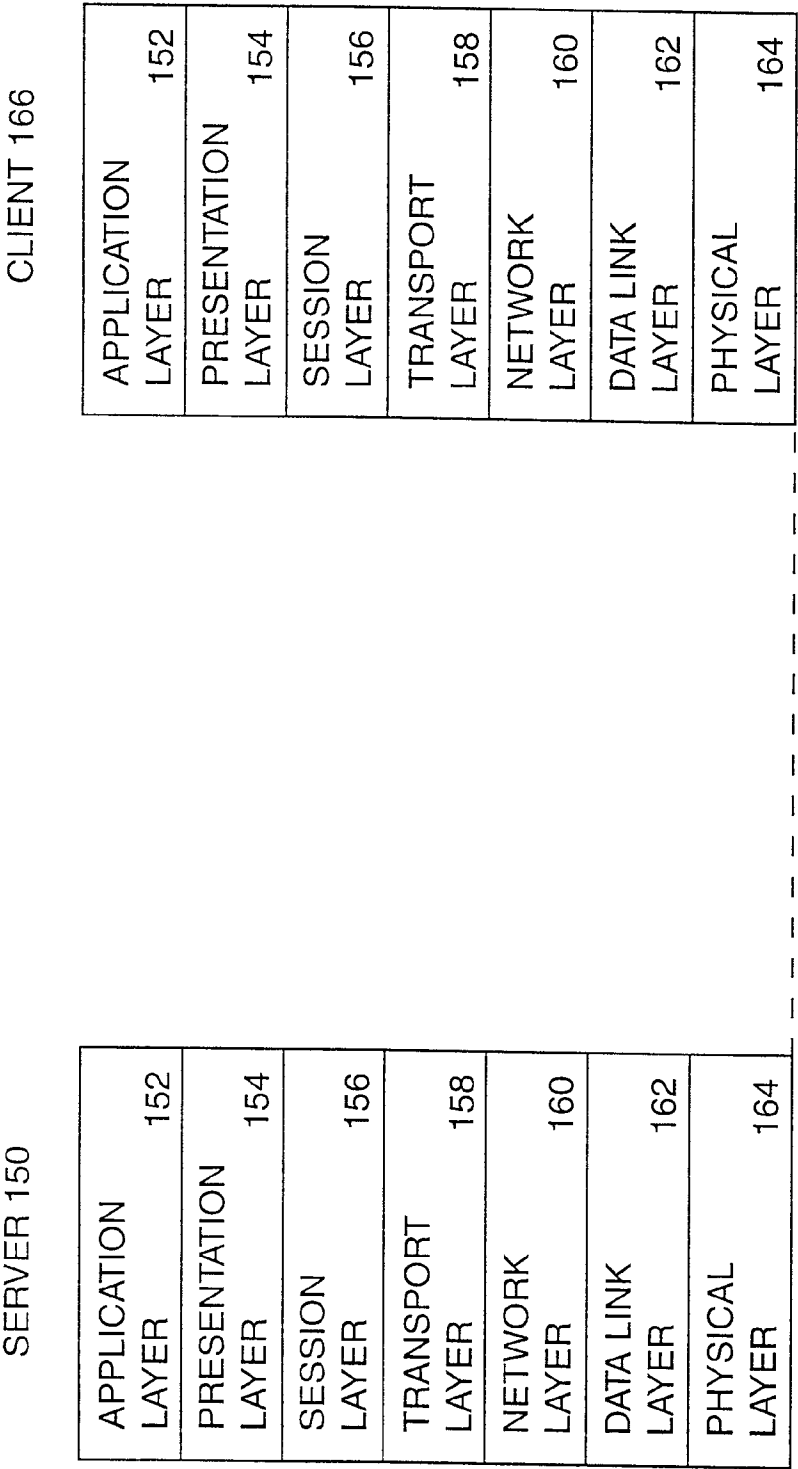 SERVER 150
APPLICATION
LAYER 152
PRESENTATION
LAYER 154
SESSION
LAYER 156
TRANSPORT
LAYER 158
NETWORK
LAYER 160
DATA LINK
LAYER 162
PHYSICAL
LAYER 164
CLIENT 166
APPLICATION
LAYER 152
PRESENTATION
LAYER 154
SESSION
LAYER 156
TRANSPORT
LAYER 158
NETWORK
LAYER 160
DATA LINK
LAYER 162
PHYSICAL
LAYER 164